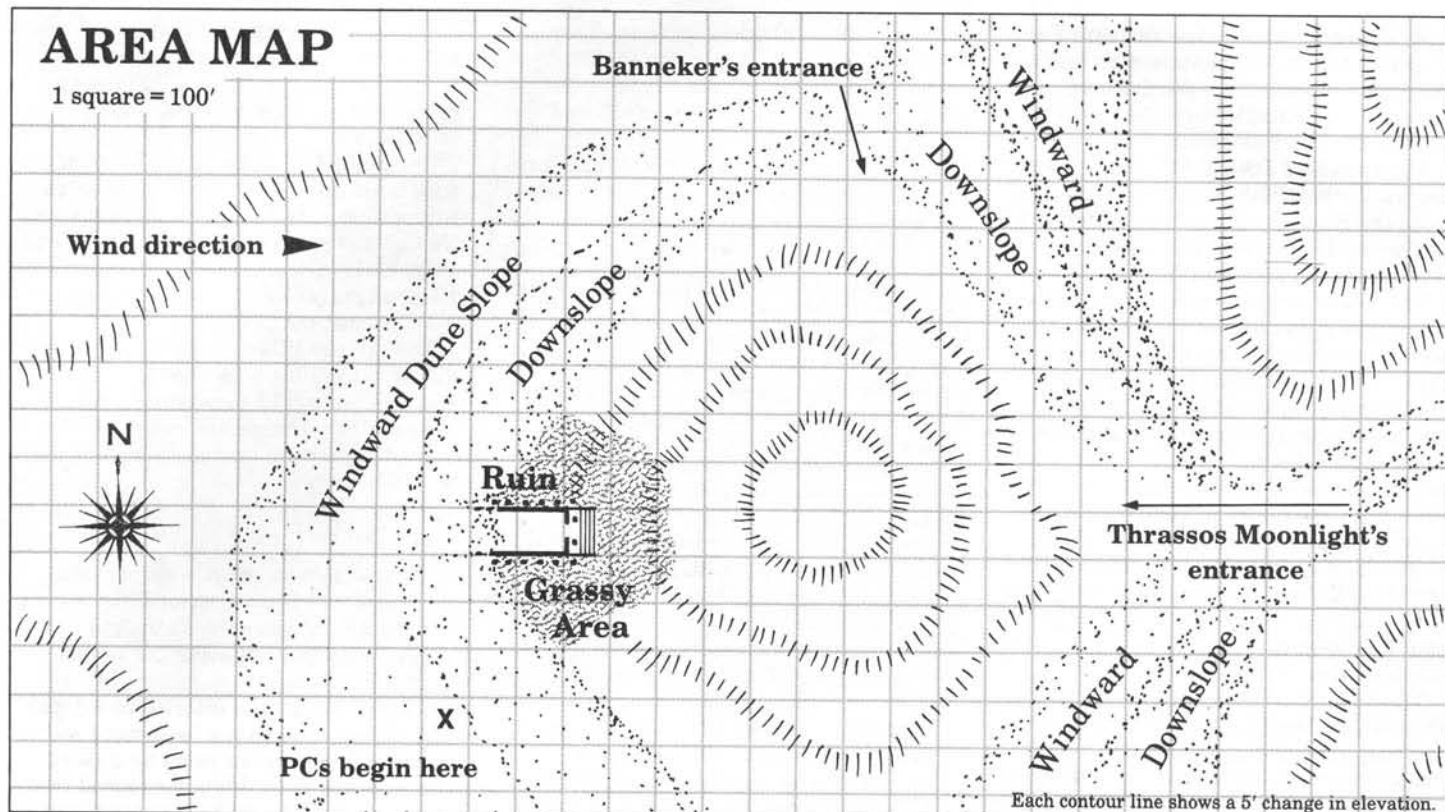 AREA MAP
1 square = 100′
Banneker's entrance
Windward
Downslope
Wind direction
Windward Dune Slope
Downslope
N
Ruin
Thrassos Moonlight's
entrance
Grassy
Area
Windward
Downslope
X
PCs begin here
Each contour line shows a 5′ change in elevation.